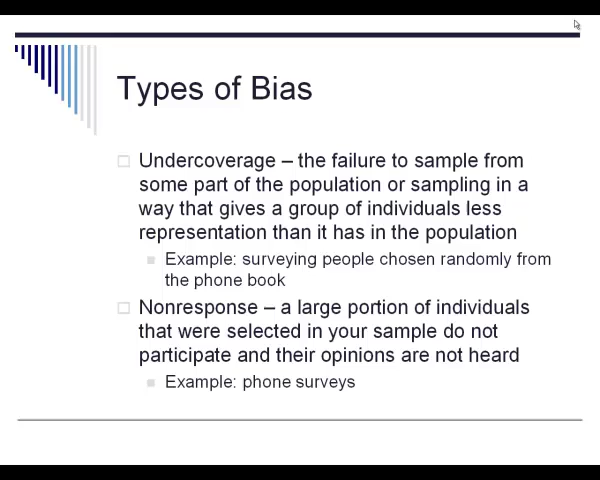 Types of Bias
Undercoverage – the failure to sample from
some part of the population or sampling in a
way that gives a group of individuals less
representation than it has in the population
Example: surveying people chosen randomly from
the phone book
Nonresponse – a large portion of individuals
that were selected in your sample do not
participate and their opinions are not heard
Example: phone surveys